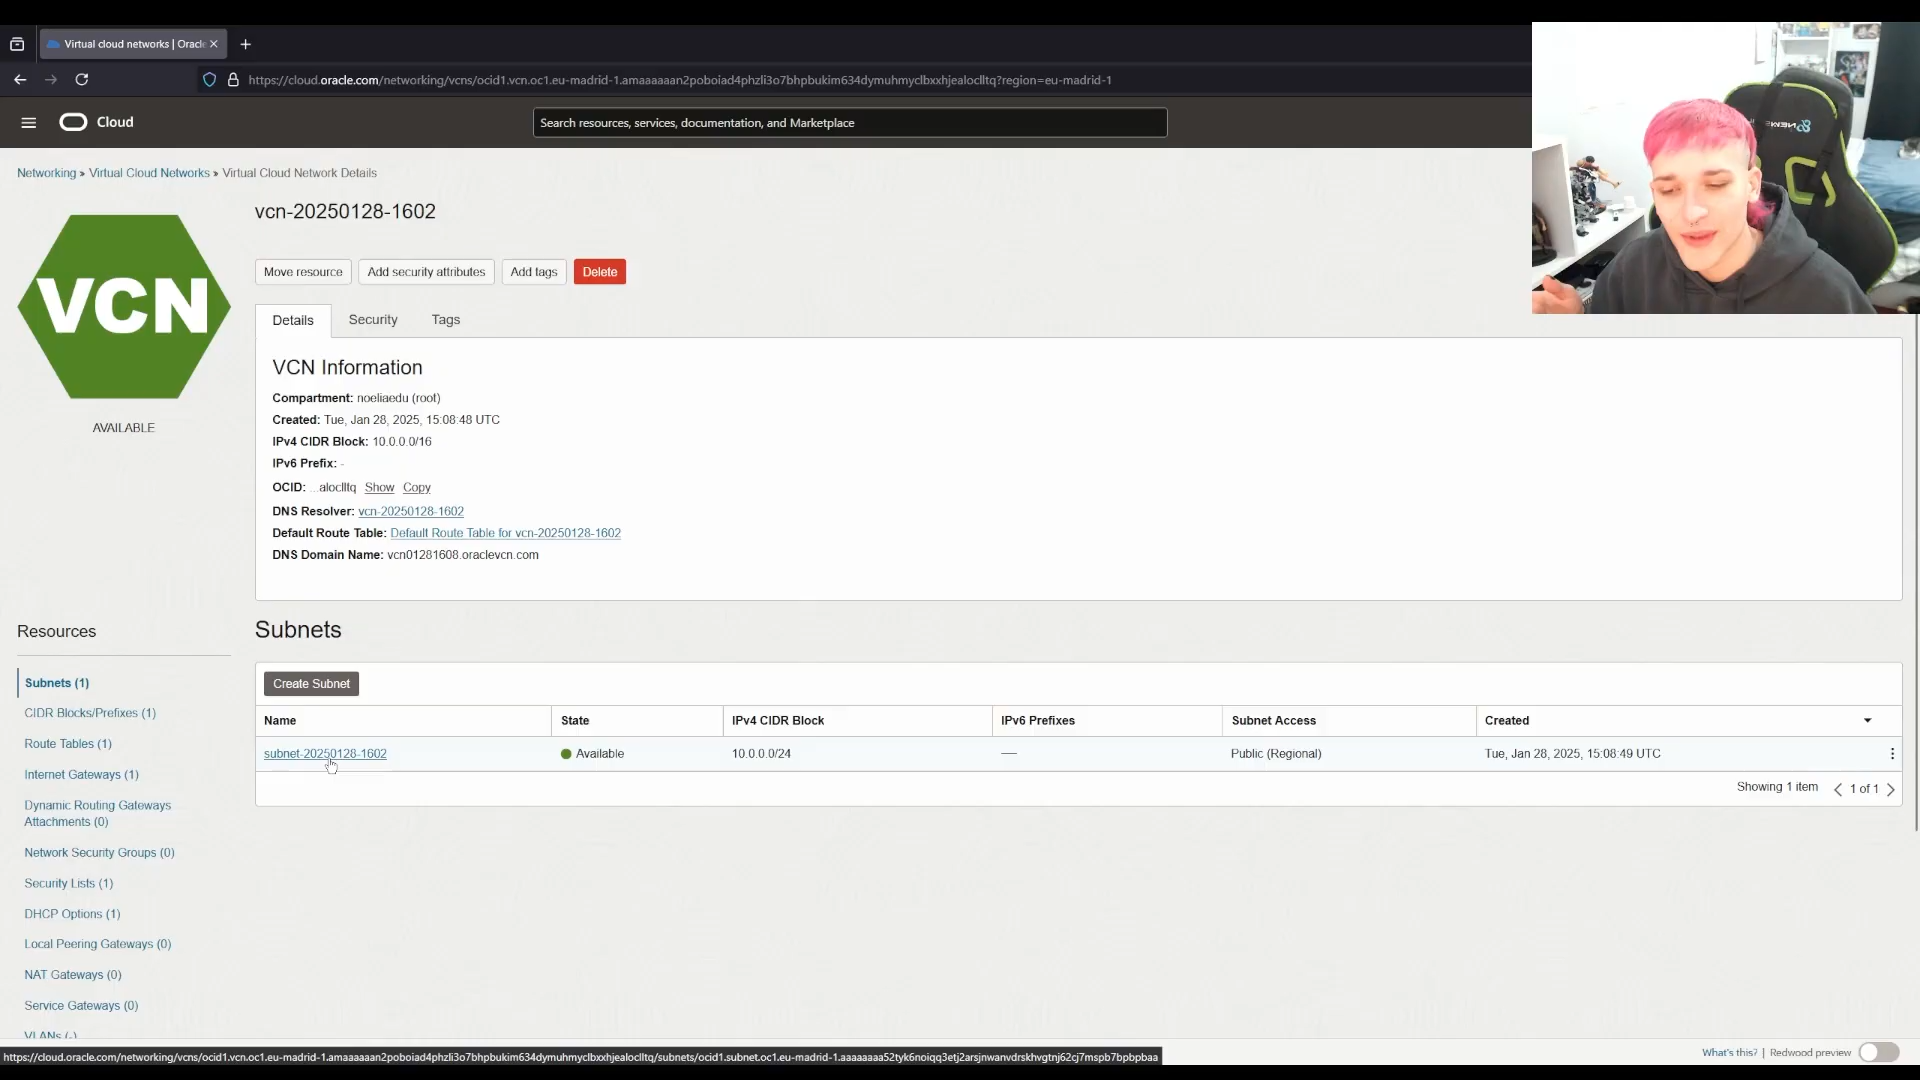 Virtual cloud networks | Oracle
https://cloud.oracle.com/networking/vcns/ocid1.vcn.oc1.eu-madrid-1.amaaaaaan2poboiad4phzli3o7bhpbukim634dymuhmyclbxxhjealoclltq?region=eu-madrid-1
Cloud
Search resources, services, documentation, and Marketplace
Networking » Virtual Cloud Networks » Virtual Cloud Network Details
VCN
AVAILABLE
vcn-20250128-1602
Move resource
Add security attributes
Add tags
Delete
Details
Security
Tags
VCN Information
Compartment: noeliaedu (root)
Created: Tue, Jan 28, 2025, 15:08:48 UTC
IPv4 CIDR Block: 10.0.0.0/16
IPv6 Prefix: -
OCID: ...aloclltq Show Copy
DNS Resolver: vcn-20250128-1602
Default Route Table: Default Route Table for vcn-20250128-1602
DNS Domain Name: vcn01281608.oraclevcn.com
Resources
Subnets (1)
CIDR Blocks/Prefixes (1)
Route Tables (1)
Internet Gateways (1)
Dynamic Routing Gateways
Attachments (0)
Network Security Groups (0)
Security Lists (1)
DHCP Options (1)
Local Peering Gateways (0)
NAT Gateways (0)
Service Gateways (0)
VLANs (-)
Subnets
Create Subnet
Name State IPv4 CIDR Block IPv6 Prefixes Subnet Access Created
subnet-20250128-1602 Available 10.0.0.0/24 — Public (Regional) Tue, Jan 28, 2025, 15:08:49 UTC
Showing 1 item 1 of 1
https://cloud.oracle.com/networking/vcns/ocid1.vcn.oc1.eu-madrid-1.amaaaaaan2poboiad4phzli3o7bhpbukim634dymuhmyclbxxhjealoclltq/subnets/ocid1.subnet.oc1.eu-madrid-1.aaaaaaaa52tyk6noiqq3etj2arsjnwanvdrskhvgtnj62cj7mspb7bpbpbaa
What's this? | Redwood preview